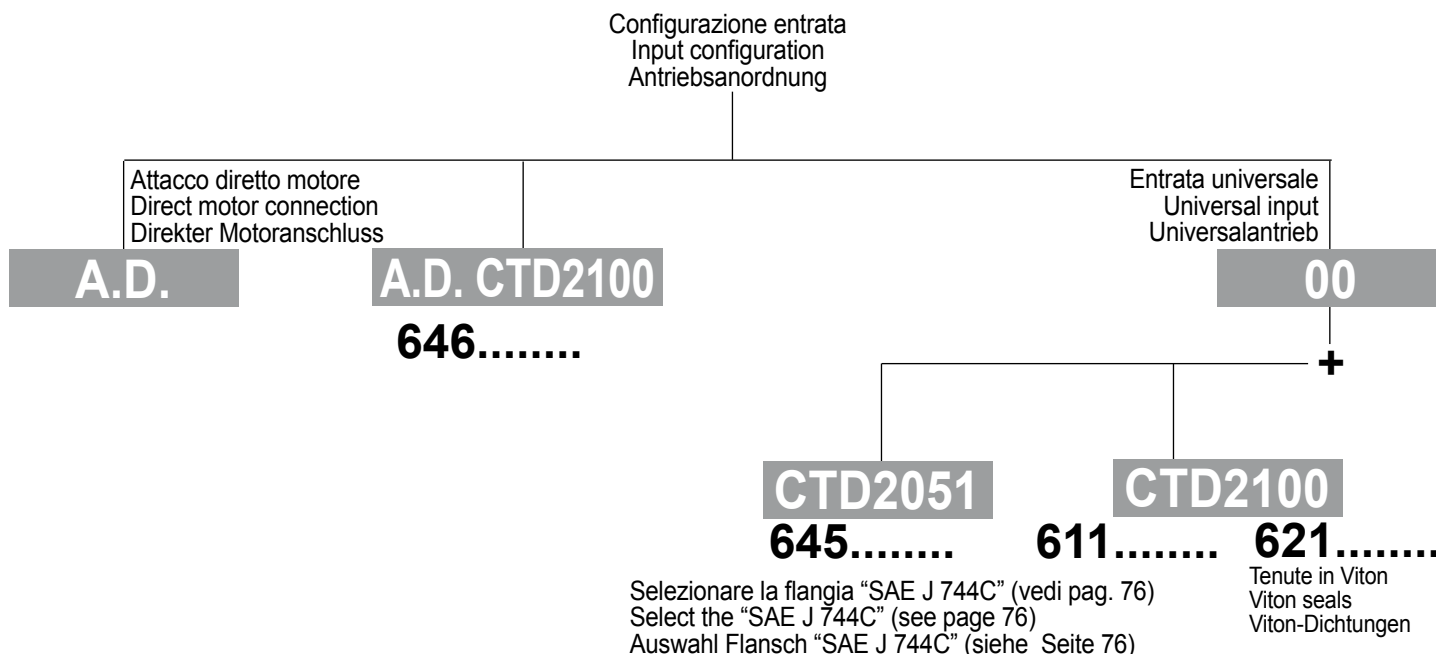 Configurazione entrata
Input configuration
Antriebsanordnung
Attacco diretto motore
Direct motor connection
Direkter Motoranschluss
Entrata universale
Universal input
Universalantrieb
A.D.
A.D. CTD2100
00
646........
+
CTD2051
CTD2100
645........
611........
621........
Selezionare la flangia “SAE J 744C” (vedi pag. 76)
Select the “SAE J 744C” (see page 76)
Auswahl Flansch “SAE J 744C” (siehe Seite 76)
Tenute in Viton
Viton seals
Viton-Dichtungen